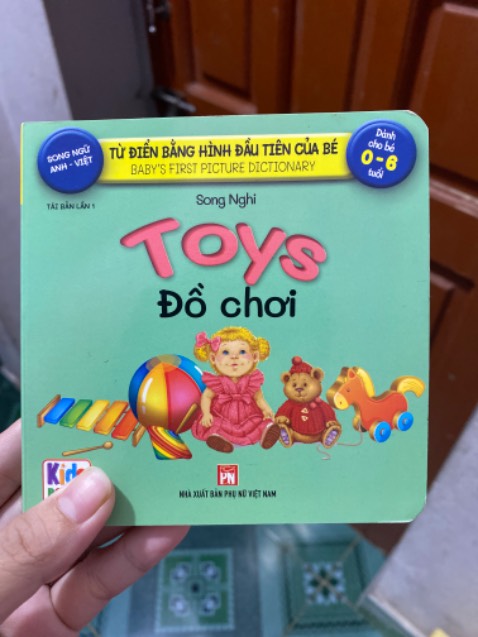 SONG NGỮ
ANH - VIỆT
TỪ ĐIỂN BẰNG HÌNH ĐẦU TIÊN CỦA BÉ
BABY'S FIRST PICTURE DICTIONARY
Dành
cho bé
0-6
tuổi
TÁI BẢN LẦN 1
Song Nghi
Toys
Đồ chơi
Kids
PN
NHÀ XUẤT BẢN PHỤ NỮ VIỆT NAM